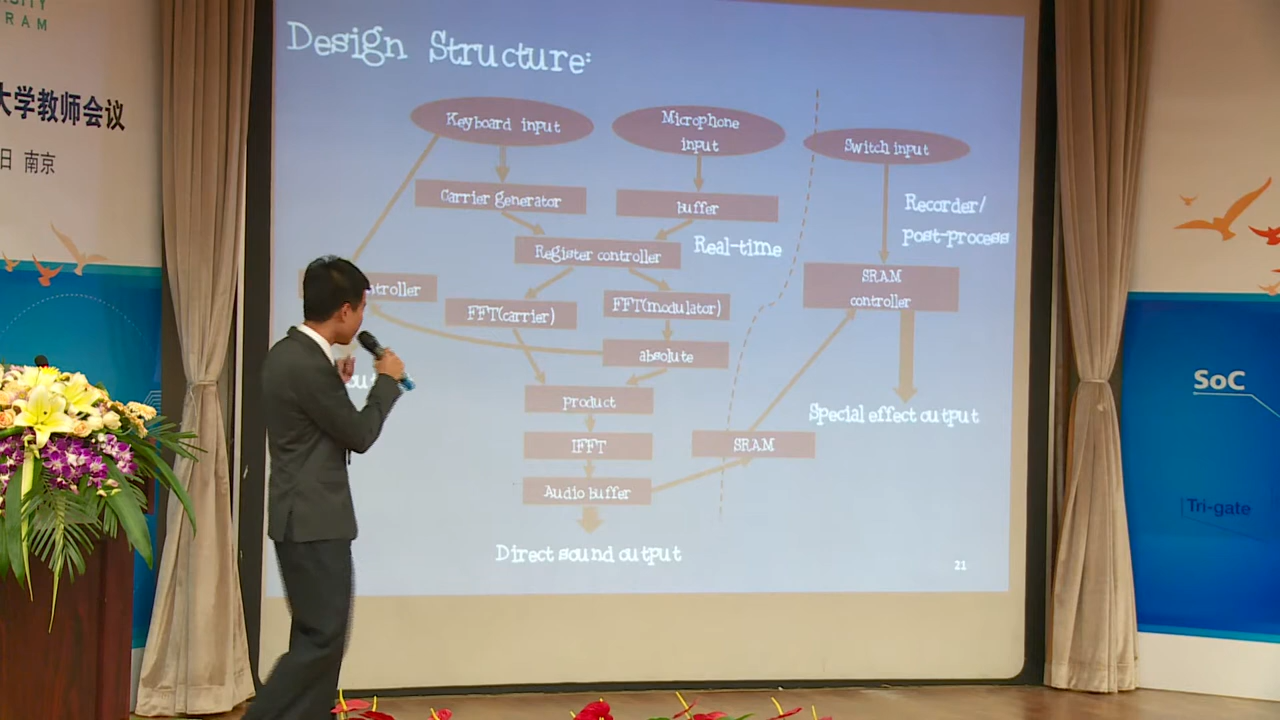 RAM
大学教师会议
日 南京
Design Structure:
Keyboard input
Microphone
input
Switch input
Carrier generator
buffer
Recorder/
post-process
Register controller
Real-time
SRAM
controller
FFT(carrier)
FFT(modulator)
absolute
product
Special effect output
IFFT
SRAM
Audio buffer
Direct sound output
21
SoC
Tri-gate